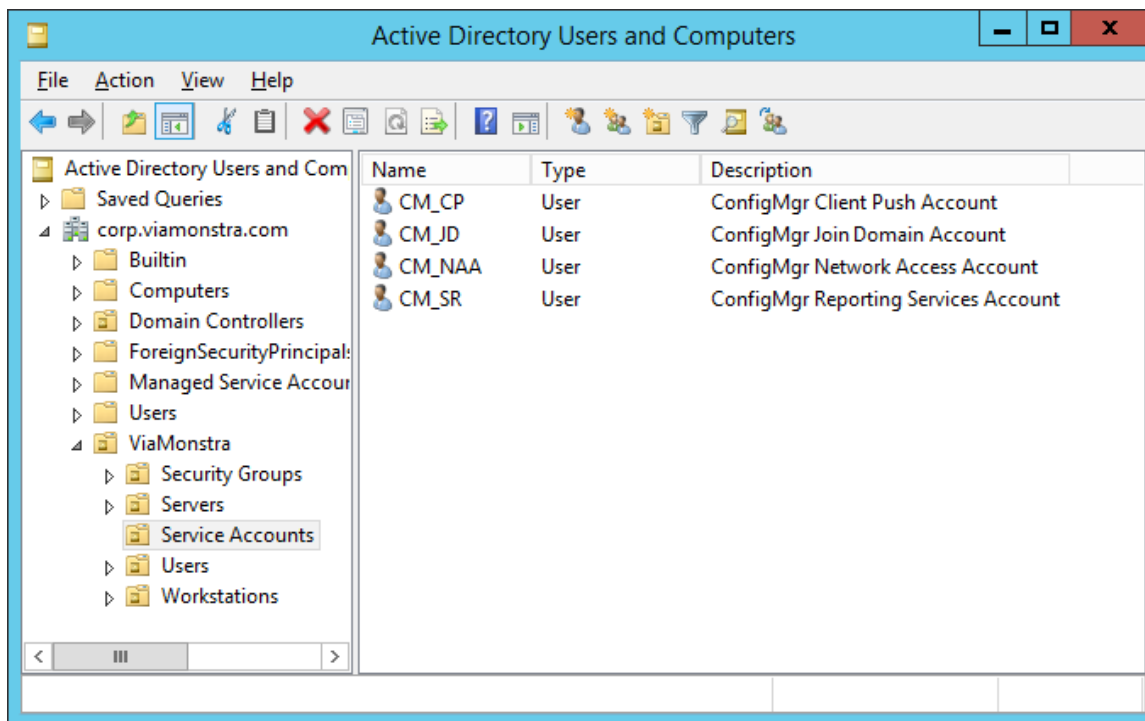 Active Directory Users and Computers
File Action View Help
Active Directory Users and Com
Saved Queries
corp.viamonstra.com
Builtin
Computers
Domain Controllers
ForeignSecurityPrincipals
Managed Service Accour
Users
ViaMonstra
Security Groups
Servers
Service Accounts
Users
Workstations
Name Type Description
CM_CP User ConfigMgr Client Push Account
CM_JD User ConfigMgr Join Domain Account
CM_NAA User ConfigMgr Network Access Account
CM_SR User ConfigMgr Reporting Services Account